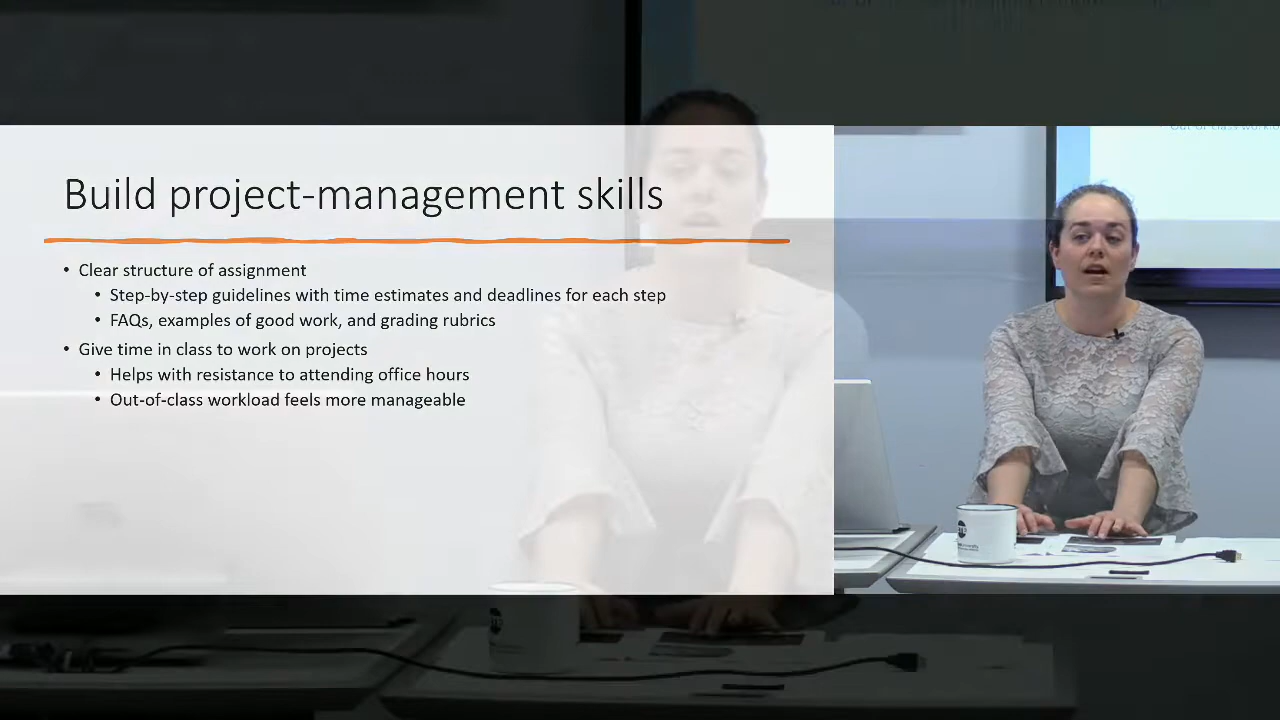 Build project-management skills
• Clear structure of assignment
• Step-by-step guidelines with time estimates and deadlines for each step
• FAQs, examples of good work, and grading rubrics
• Give time in class to work on projects
• Helps with resistance to attending office hours
• Out-of-class workload feels more manageable